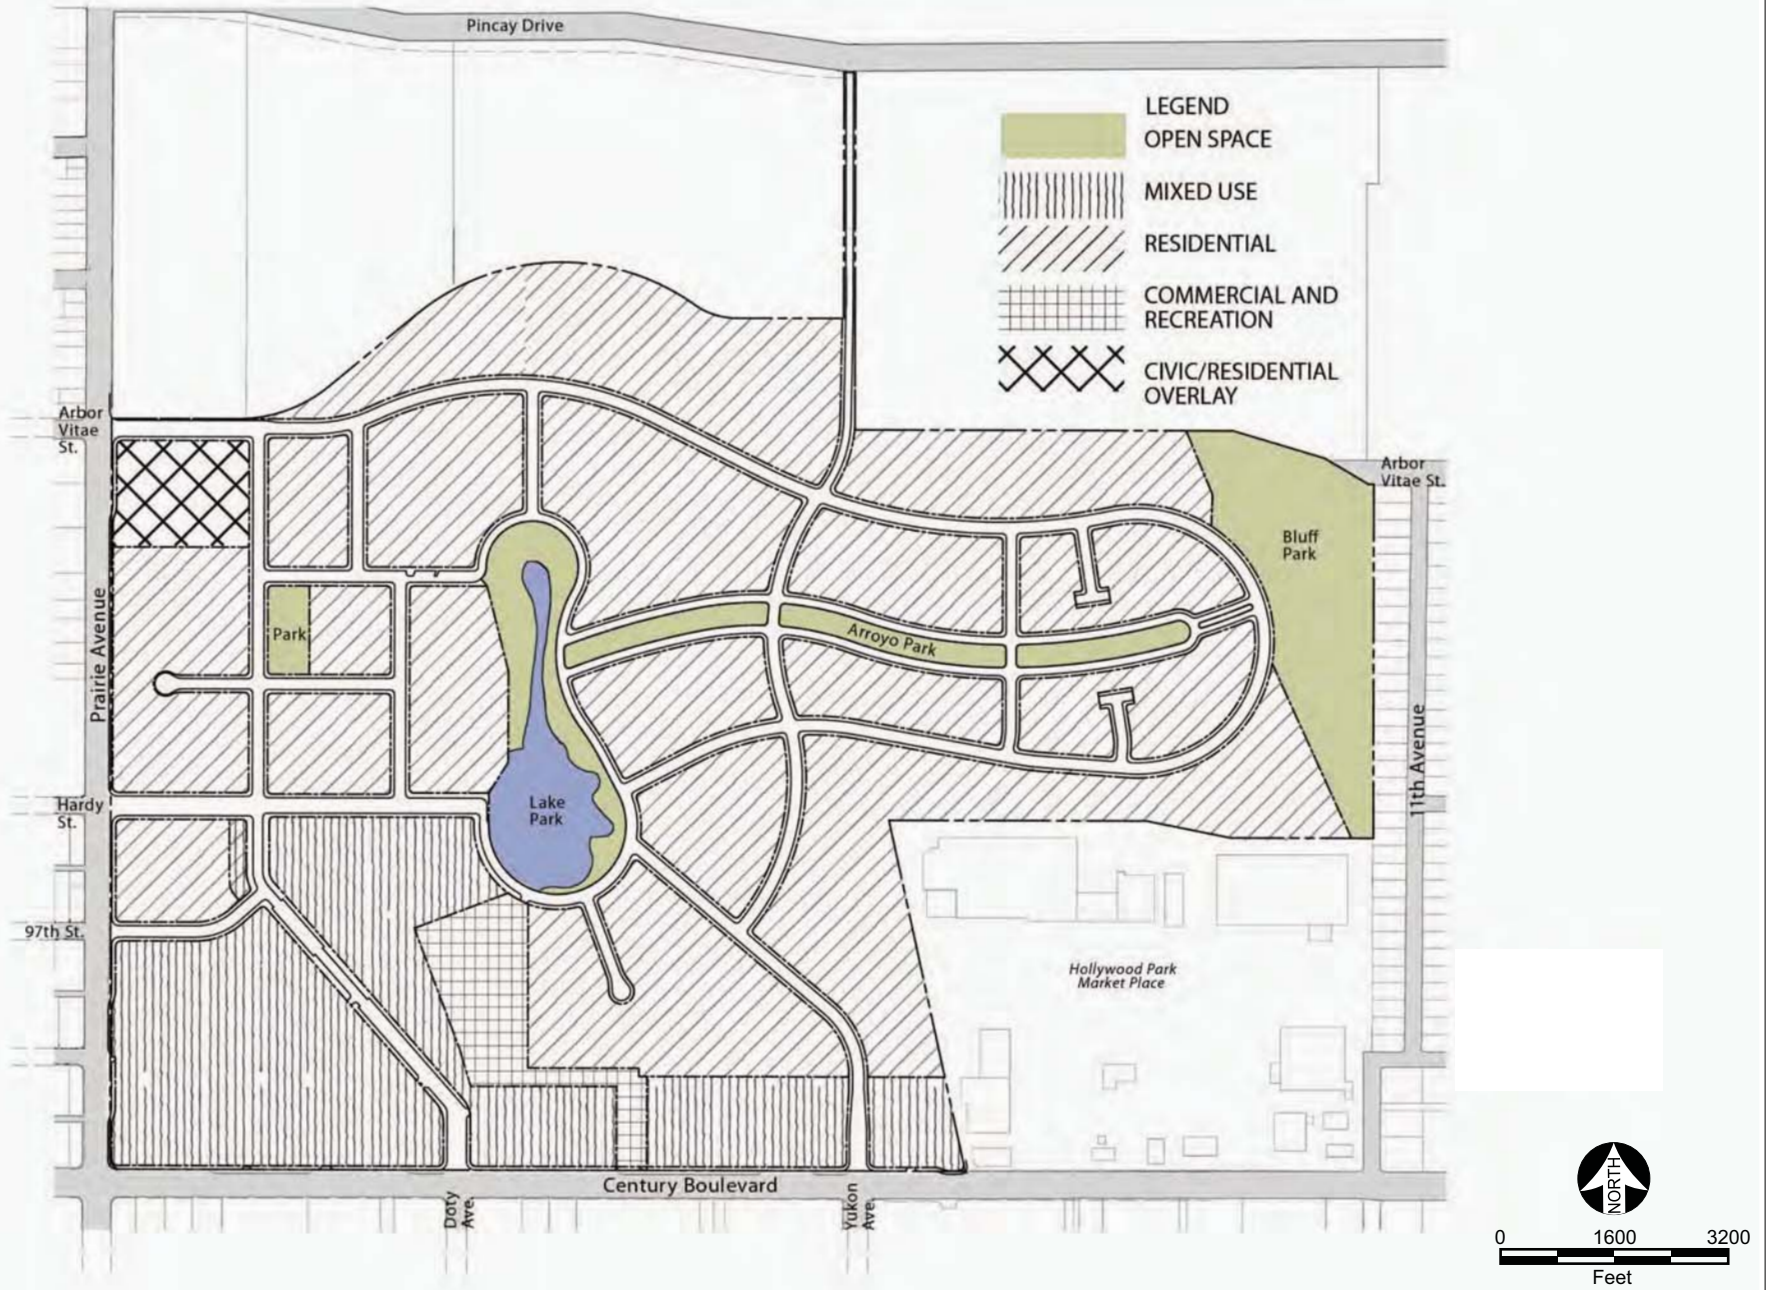 Pincay Drive
LEGEND
OPEN SPACE
MIXED USE
RESIDENTIAL
COMMERCIAL AND
RECREATION
CIVIC/RESIDENTIAL
OVERLAY
Arbor
Vitae
St.
Arbor
Vitae St.
Bluff
Park
Prairie Avenue
Park
Arroyo Park
11th Avenue
Hardy
St.
Lake
Park
97th St.
Hollywood Park
Market Place
Century Boulevard
Doty
Ave.
Yukon
Ave.
NORTH
0 1600 3200
Feet